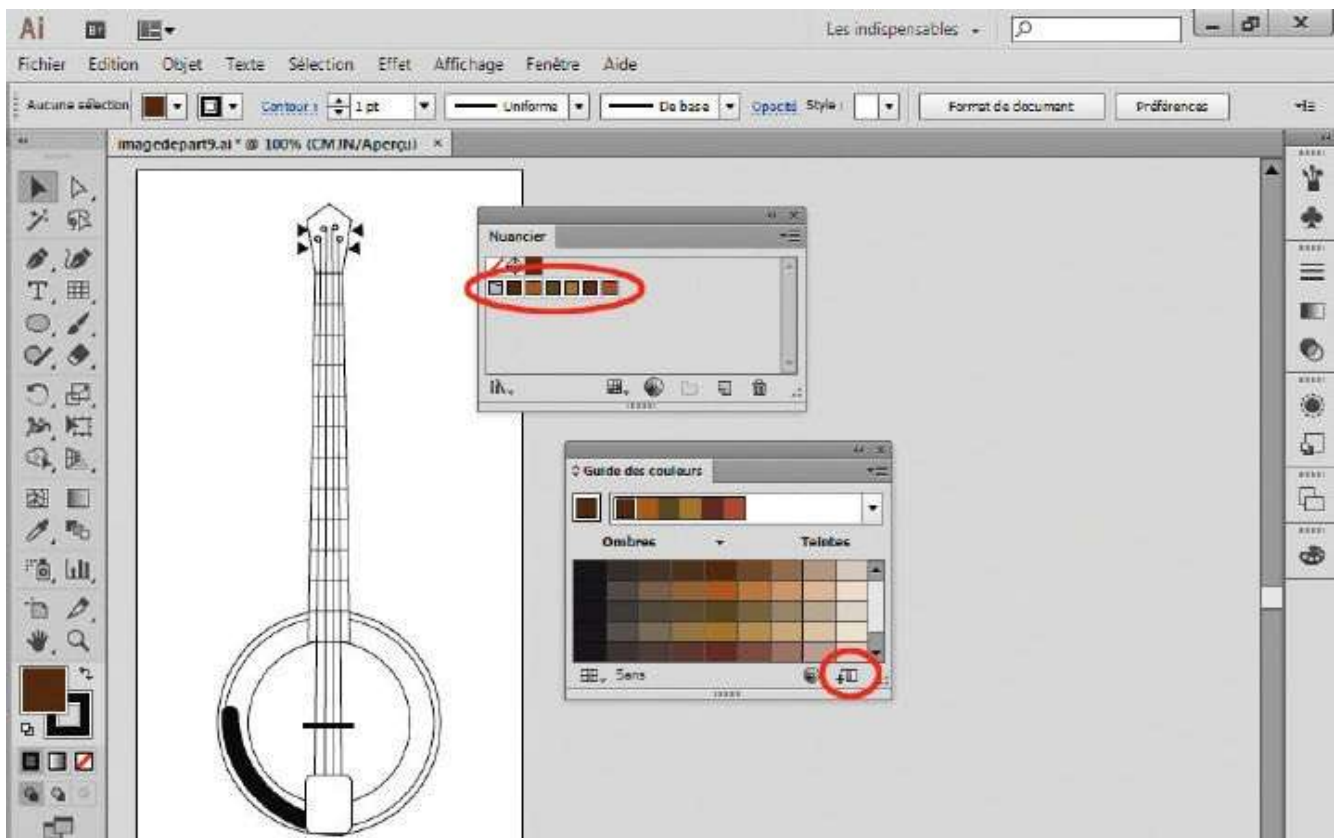 Ai Br
Les indispensables
Fichier Edition Objet Texte Sélection Effet Affichage Fenêtre Aide
Aucune sélection Contour : 1 pt Uniforme De base Opacité Style : Format de document Préférences
imagedepart9.ai* @ 100% (CMJN/Aperçu) ×
Nuancier
Guide des couleurs
Ombres Teintes
Sans